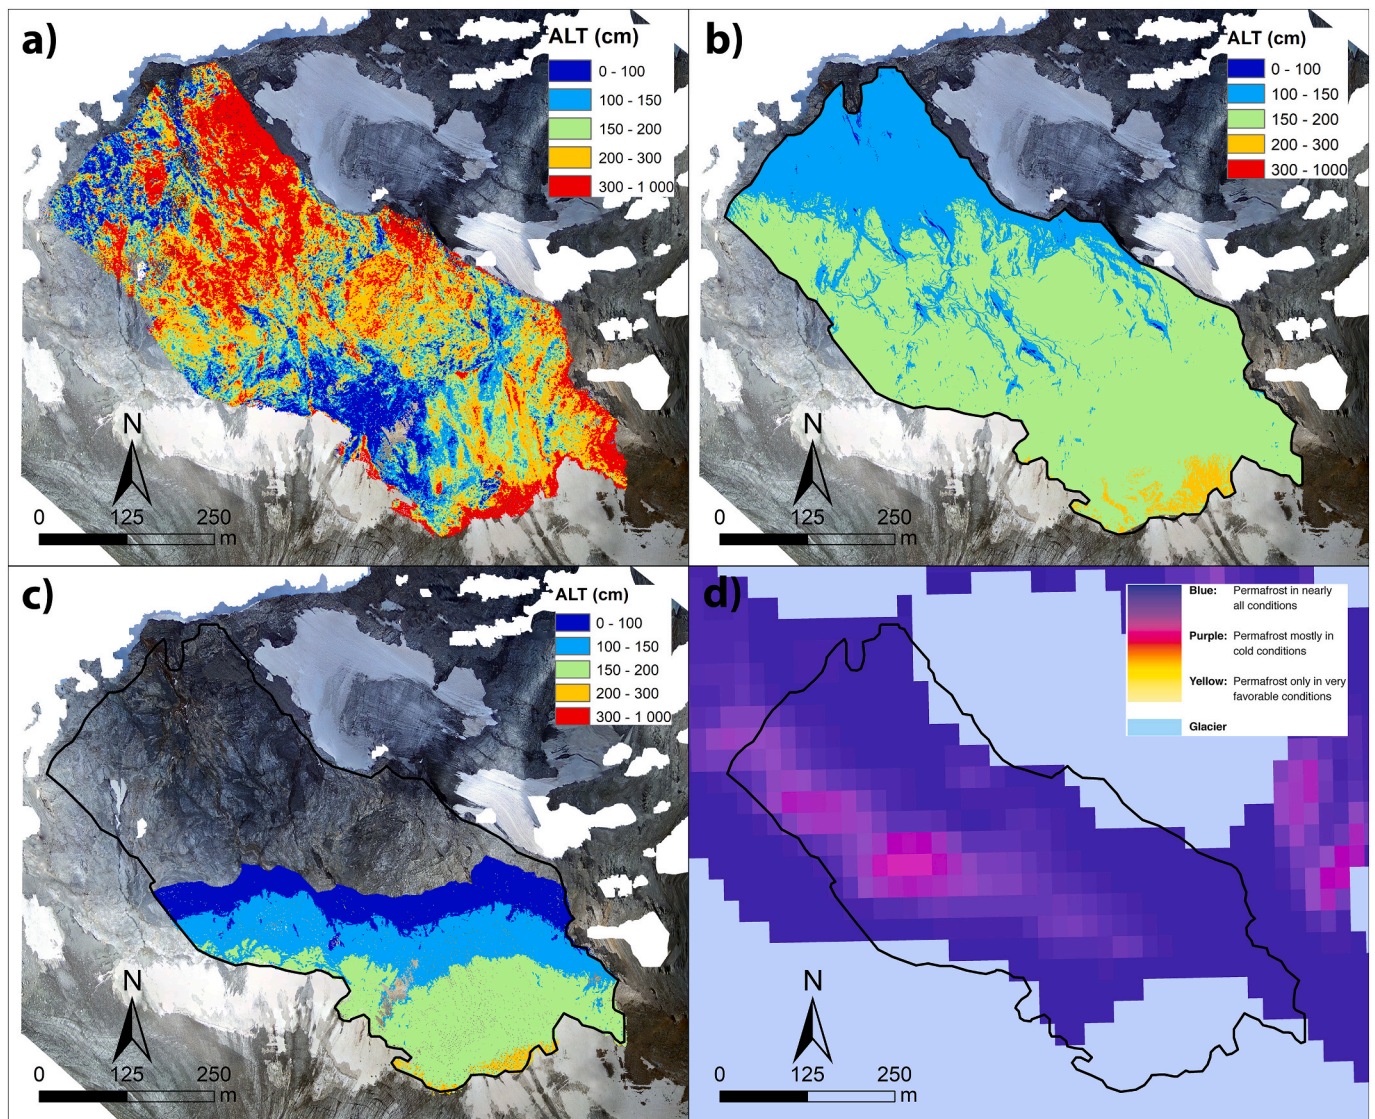 a)
ALT (cm)
0 - 100
100 - 150
150 - 200
200 - 300
300 - 1 000
N
0 125 250
m
b)
ALT (cm)
0 - 100
100 - 150
150 - 200
200 - 300
300 - 1000
N
0 125 250
m
c)
ALT (cm)
0 - 100
100 - 150
150 - 200
200 - 300
300 - 1 000
N
0 125 250
m
d)
Blue: Permafrost in nearly
all conditions
Purple: Permafrost mostly in
cold conditions
Yellow: Permafrost only in very
favorable conditions
Glacier
N
0 125 250
m